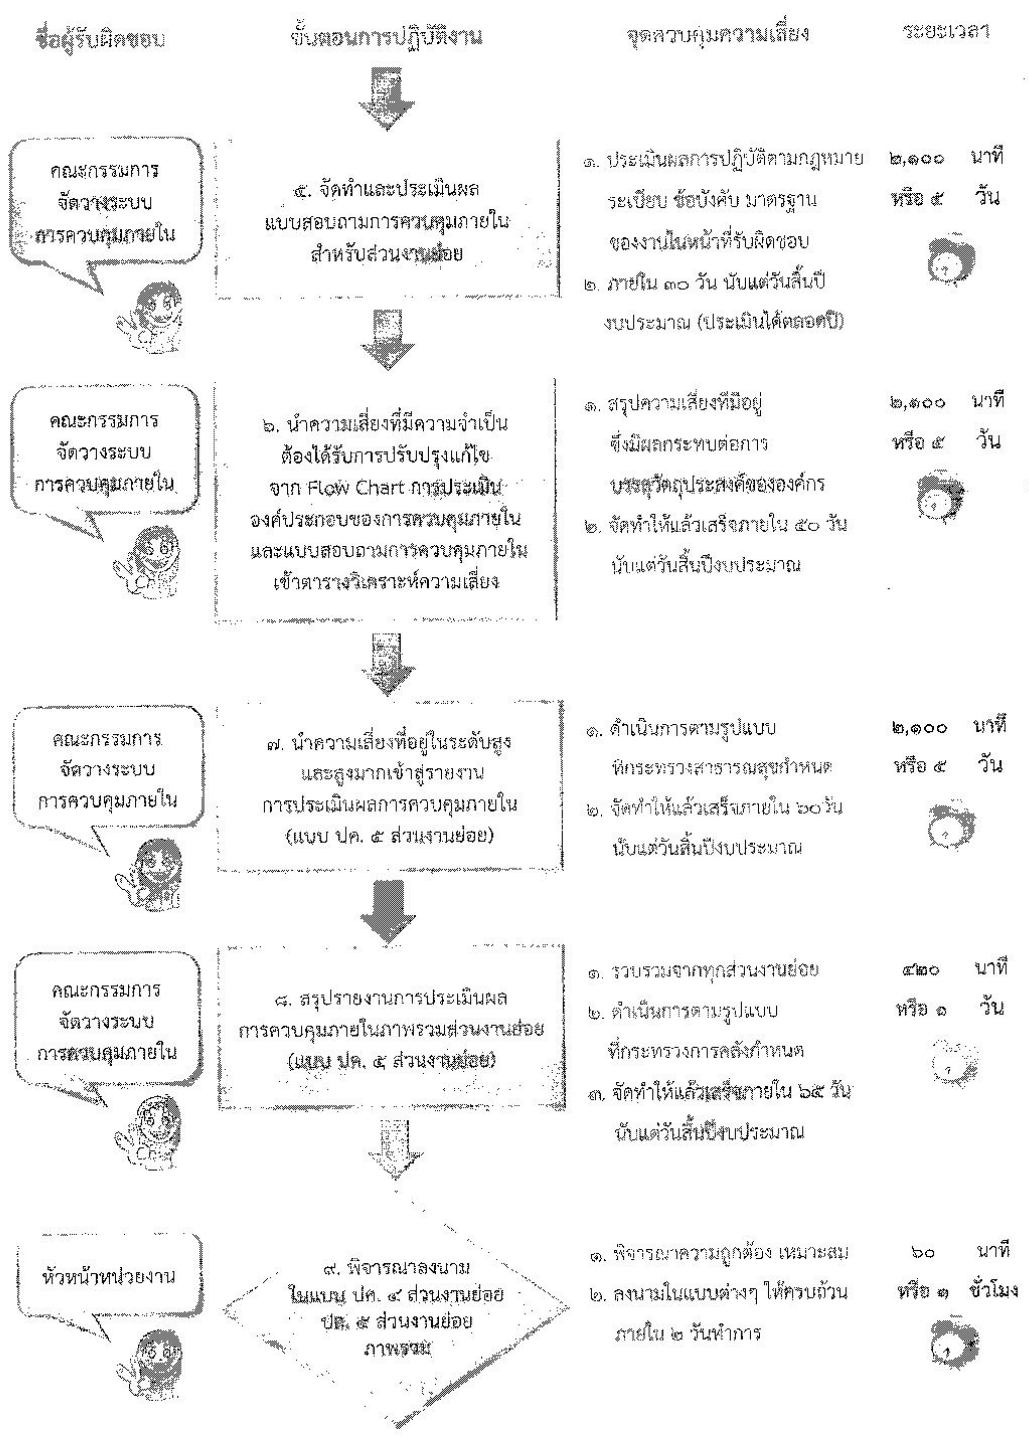 ชื่อผู้รับผิดชอบ
ขั้นตอนการปฏิบัติงาน
จุดควบคุมความเสี่ยง
ระยะเวลา
คณะกรรมการ
จัดวางระบบ
การควบคุมภายใน
๕. จัดทำและประเมินผล
แบบสอบถามการควบคุมภายใน
สำหรับส่วนงานย่อย
๑. ประเมินผลการปฏิบัติตามกฎหมาย
ระเบียบ ข้อบังคับ มาตรฐาน
ของงานในหน้าที่รับผิดชอบ
๒. ภายใน ๓๐ วัน นับแต่วันสิ้นปี
งบประมาณ (ประเมินได้ตลอดปี)
๒,๑๐๐ นาที
หรือ ๕ วัน
คณะกรรมการ
จัดวางระบบ
การควบคุมภายใน
๖. นำความเสี่ยงที่มีความจำเป็น
ต้องได้รับการปรับปรุงแก้ไข
จาก Flow Chart การประเมิน
องค์ประกอบของการควบคุมภายใน
และแบบสอบถามการควบคุมภายใน
เข้าตารางวิเคราะห์ความเสี่ยง
๑. สรุปความเสี่ยงที่มีอยู่
ซึ่งมีผลกระทบต่อการ
บรรลุวัตถุประสงค์ขององค์กร
๒. จัดทำให้แล้วเสร็จภายใน ๕๐ วัน
นับแต่วันสิ้นปีงบประมาณ
๒,๑๐๐ นาที
หรือ ๕ วัน
คณะกรรมการ
จัดวางระบบ
การควบคุมภายใน
๗. นำความเสี่ยงที่อยู่ในระดับสูง
และสูงมากเข้าสู่รายงาน
การประเมินผลการควบคุมภายใน
(แบบ ปค. ๕ ส่วนงานย่อย)
๑. ดำเนินการตามรูปแบบ
ที่กระทรวงสาธารณสุขกำหนด
๒. จัดทำให้แล้วเสร็จภายใน ๖๐วัน
นับแต่วันสิ้นปีงบประมาณ
๒,๑๐๐ นาที
หรือ ๕ วัน
คณะกรรมการ
จัดวางระบบ
การควบคุมภายใน
๘. สรุปรายงานการประเมินผล
การควบคุมภายในภาพรวมส่วนงานย่อย
(แบบ ปค. ๕ ส่วนงานย่อย)
๑. รวบรวมจากทุกส่วนงานย่อย
๒. ดำเนินการตามรูปแบบ
ที่กระทรวงการคลังกำหนด
๓. จัดทำให้แล้วเสร็จภายใน ๖๕ วัน
นับแต่วันสิ้นปีงบประมาณ
๔๒๐ นาที
หรือ ๑ วัน
หัวหน้าหน่วยงาน
๙. พิจารณาลงนาม
ในแบบ ปค. ๔ ส่วนงานย่อย
ปค. ๕ ส่วนงานย่อย
ภาพรวม
๑. พิจารณาความถูกต้อง เหมาะสม
๒. ลงนามในแบบต่างๆ ให้ครบถ้วน
ภายใน ๒ วันทำการ
๖๐ นาที
หรือ ๑ ชั่วโมง